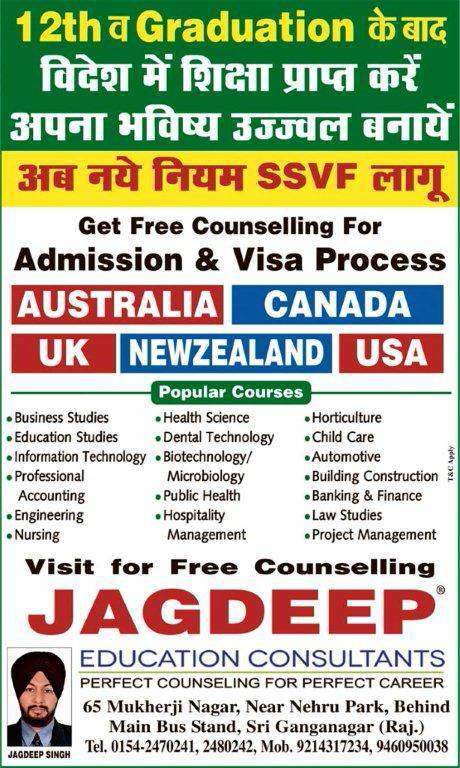 12th व Graduation के बाद
विदेश में शिक्षा प्राप्त करें
अपना भविष्य उज्ज्वल बनायें
अब नये नियम SSVF लागू
Get Free Counselling For
Admission & Visa Process
AUSTRALIA CANADA
UK NEWZEALAND USA
Popular Courses
• Business Studies
• Education Studies
• Information Technology
• Professional
Accounting
• Engineering
• Nursing
• Health Science
• Dental Technology
• Biotechnology/
Microbiology
• Public Health
• Hospitality
Management
• Horticulture
• Child Care
• Automotive
• Building Construction
• Banking & Finance
• Law Studies
• Project Management
T&C Apply
Visit for Free Counselling
JAGDEEP®
EDUCATION CONSULTANTS
PERFECT COUNSELING FOR PERFECT CAREER
65 Mukherji Nagar, Near Nehru Park, Behind
Main Bus Stand, Sri Ganganagar (Raj.)
Tel. 0154-2470241, 2480242, Mob. 9214317234, 9460950038
JAGDEEP SINGH